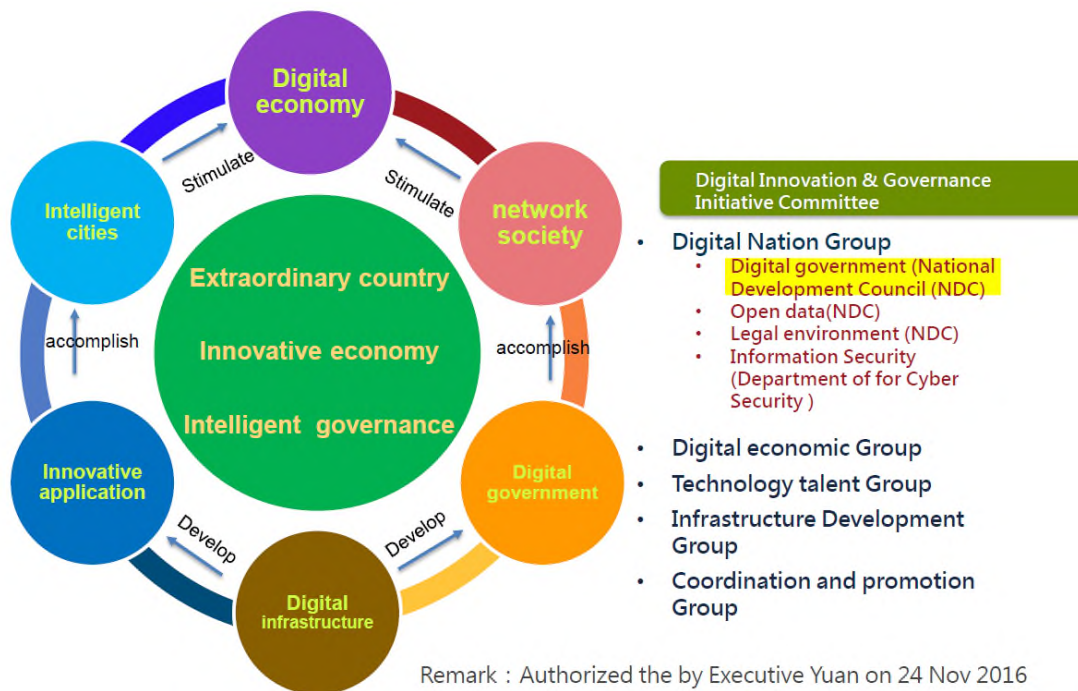 Digital
economy
Stimulate
Stimulate
Intelligent
cities
network
society
Extraordinary country
Innovative economy
Intelligent governance
accomplish
accomplish
Innovative
application
Digital
government
Develop
Develop
Digital
infrastructure
Digital Innovation & Governance
Initiative Committee
• Digital Nation Group
• Digital government (National
Development Council (NDC)
• Open data(NDC)
• Legal environment (NDC)
• Information Security
(Department of for Cyber
Security )
• Digital economic Group
• Technology talent Group
• Infrastructure Development
Group
• Coordination and promotion
Group
Remark：Authorized the by Executive Yuan on 24 Nov 2016